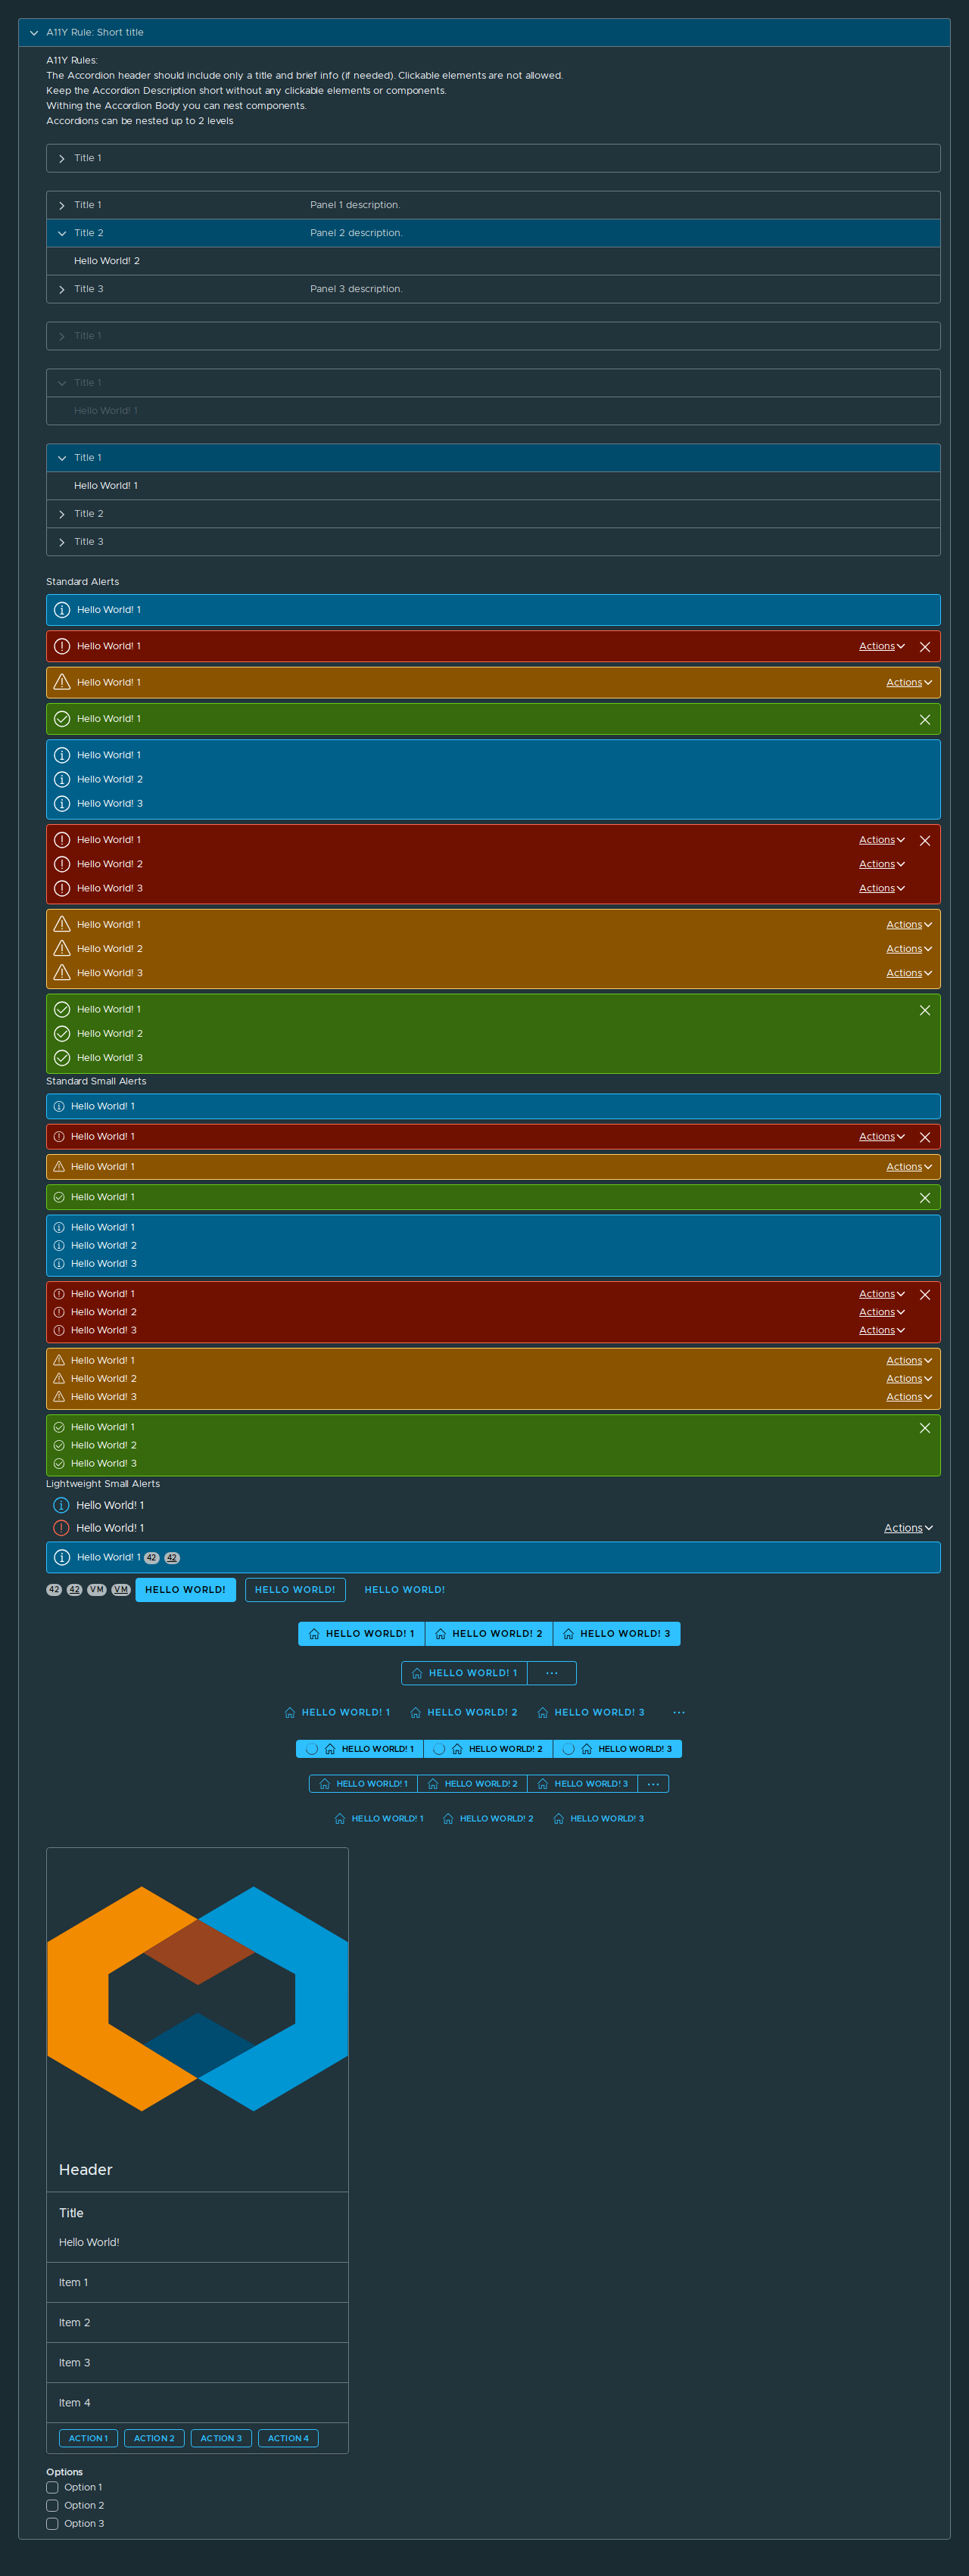 A11Y Rule: Short title
A11Y Rules:
The Accordion header should include only a title and brief info (if needed). Clickable elements are not allowed.
Keep the Accordion Description short without any clickable elements or components.
Withing the Accordion Body you can nest components.
Accordions can be nested up to 2 levels
Title 1
Title 1 Panel 1 description.
Title 2 Panel 2 description.
Hello World! 2
Title 3 Panel 3 description.
Title 1
Title 1
Hello World! 1
Title 1
Hello World! 1
Title 2
Title 3
Standard Alerts
Hello World! 1
Hello World! 1 Actions
Hello World! 1 Actions
Hello World! 1
Hello World! 1
Hello World! 2
Hello World! 3
Hello World! 1 Actions
Hello World! 2 Actions
Hello World! 3 Actions
Hello World! 1 Actions
Hello World! 2 Actions
Hello World! 3 Actions
Hello World! 1
Hello World! 2
Hello World! 3
Standard Small Alerts
Hello World! 1
Hello World! 1 Actions
Hello World! 1 Actions
Hello World! 1
Hello World! 1
Hello World! 2
Hello World! 3
Hello World! 1 Actions
Hello World! 2 Actions
Hello World! 3 Actions
Hello World! 1 Actions
Hello World! 2 Actions
Hello World! 3 Actions
Hello World! 1
Hello World! 2
Hello World! 3
Lightweight Small Alerts
Hello World! 1
Hello World! 1 Actions
Hello World! 1 42 42
42 42 VM VM HELLO WORLD! HELLO WORLD! HELLO WORLD!
HELLO WORLD! 1 HELLO WORLD! 2 HELLO WORLD! 3
HELLO WORLD! 1 ...
HELLO WORLD! 1 HELLO WORLD! 2 HELLO WORLD! 3 ...
HELLO WORLD! 1 HELLO WORLD! 2 HELLO WORLD! 3
HELLO WORLD! 1 HELLO WORLD! 2 HELLO WORLD! 3 ...
HELLO WORLD! 1 HELLO WORLD! 2 HELLO WORLD! 3
Header
Title
Hello World!
Item 1
Item 2
Item 3
Item 4
ACTION 1 ACTION 2 ACTION 3 ACTION 4
Options
Option 1
Option 2
Option 3